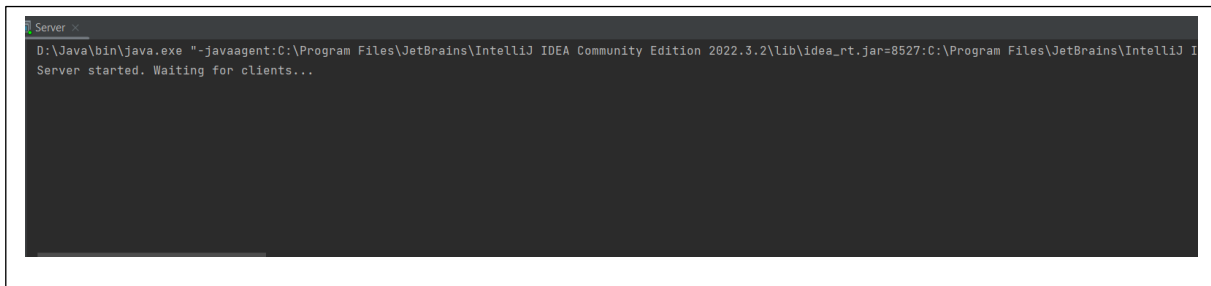 Server
D:\Java\bin\java.exe "-javaagent:C:\Program Files\JetBrains\IntelliJ IDEA Community Edition 2022.3.2\lib\idea_rt.jar=8527:C:\Program Files\JetBrains\IntelliJ I
Server started. Waiting for clients...